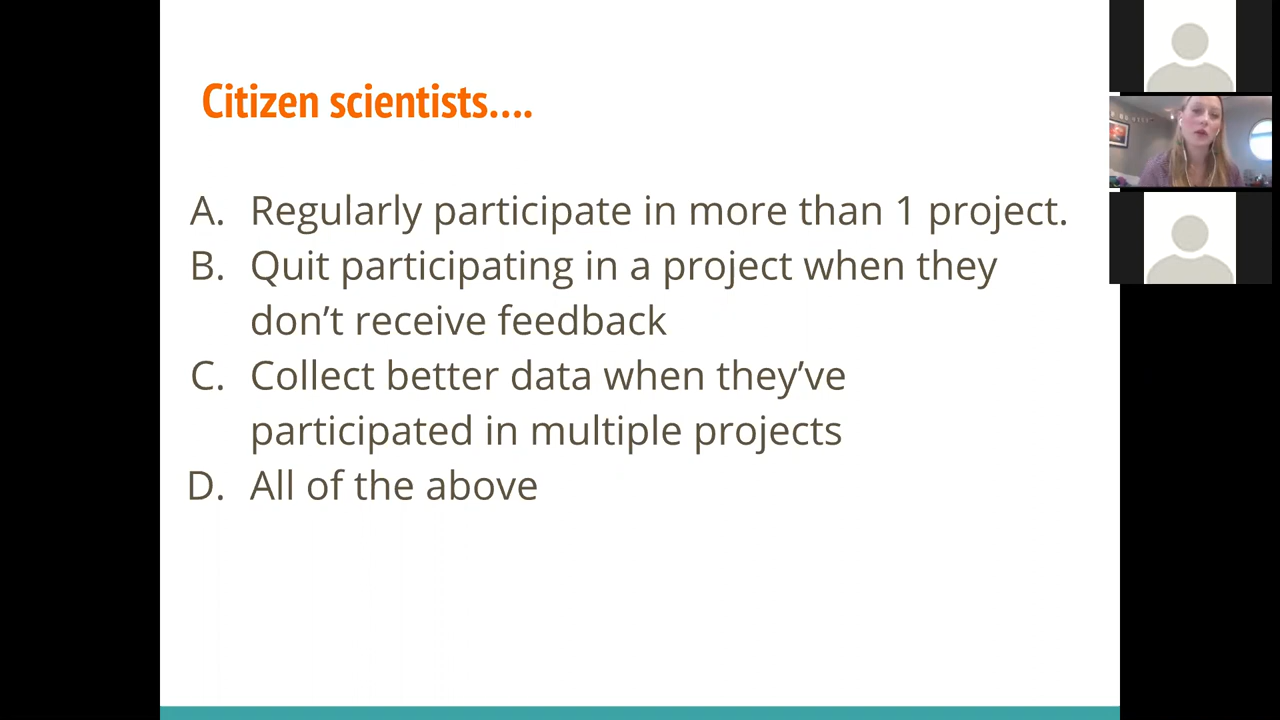 Citizen scientists....
A. Regularly participate in more than 1 project.
B. Quit participating in a project when they
don’t receive feedback
C. Collect better data when they’ve
participated in multiple projects
D. All of the above